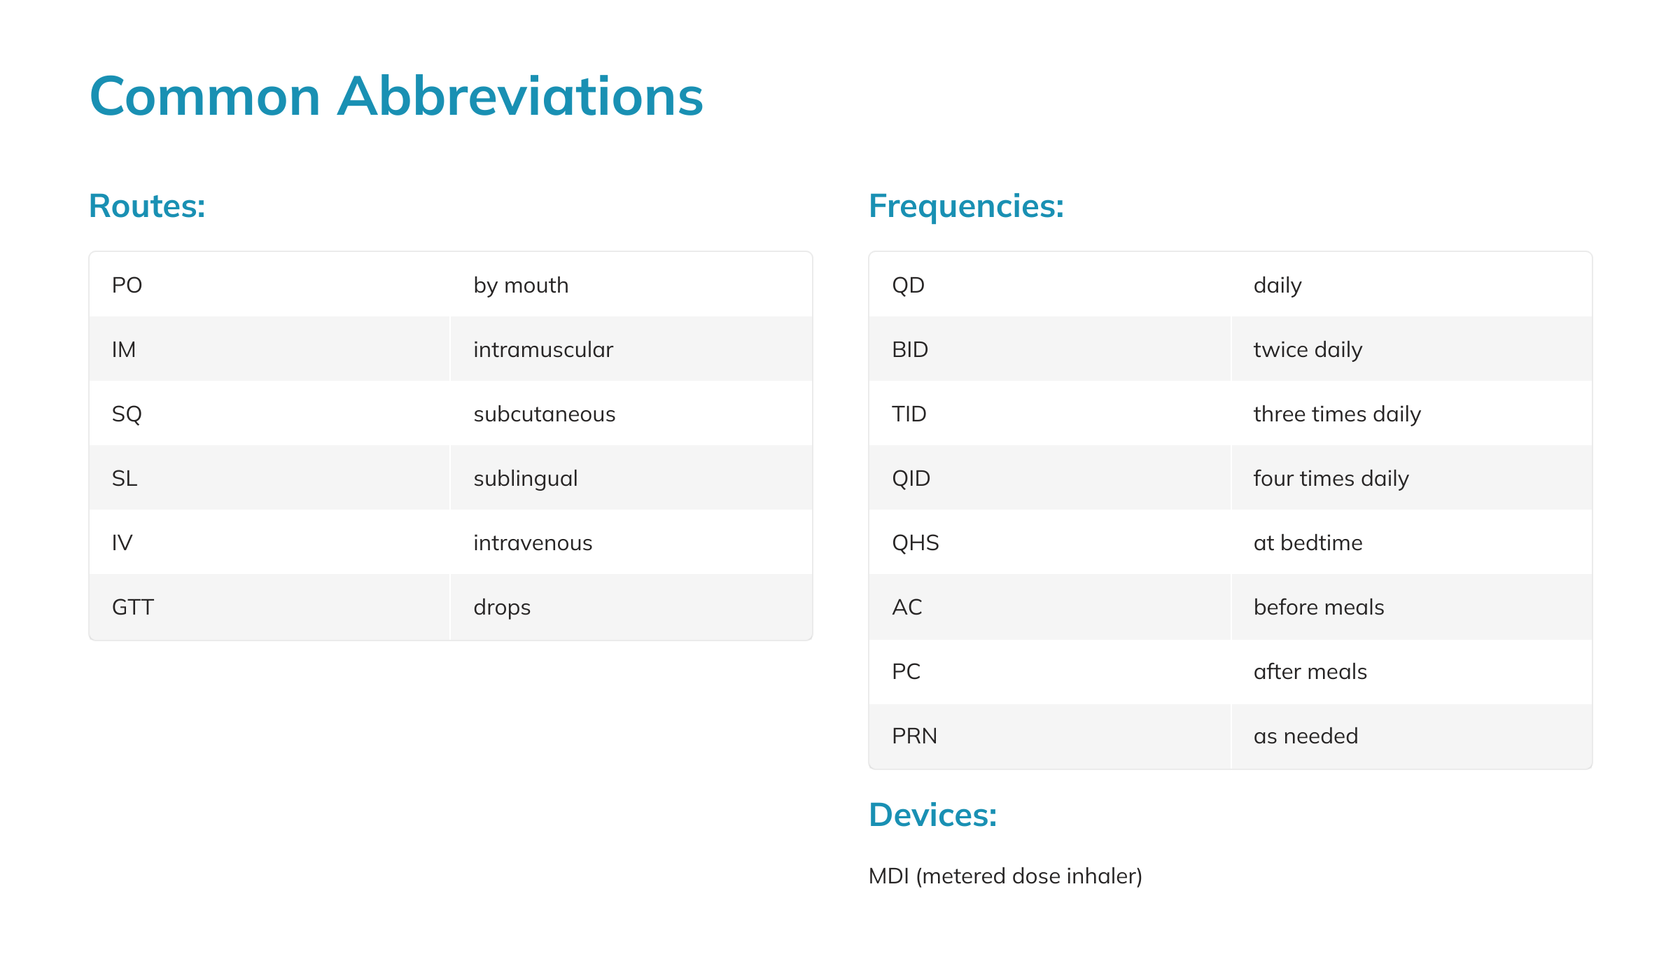 Common Abbreviations
Routes:
PO by mouth
IM intramuscular
SQ subcutaneous
SL sublingual
IV intravenous
GTT drops
Frequencies:
QD daily
BID twice daily
TID three times daily
QID four times daily
QHS at bedtime
AC before meals
PC after meals
PRN as needed
Devices:
MDI (metered dose inhaler)